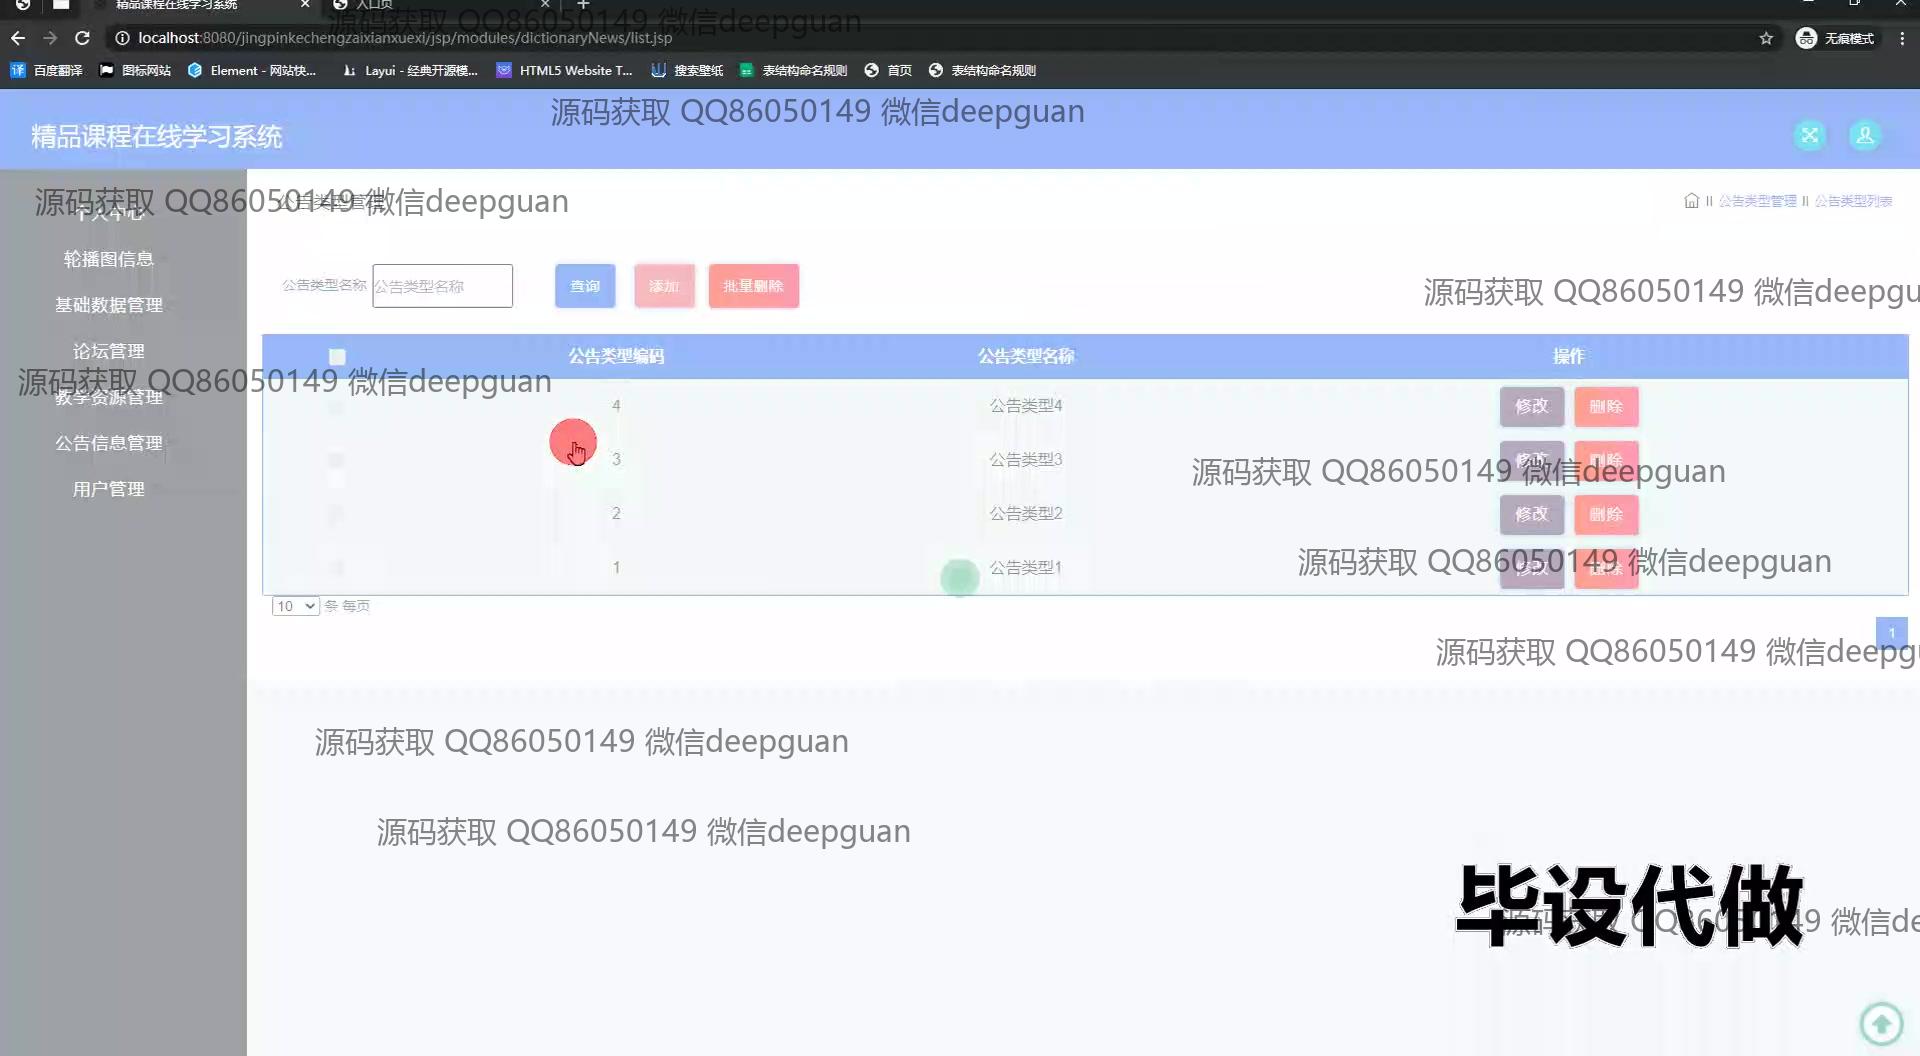 精品课程在线学习系统
入口页
源码获取 QQ86050149 微信deepguan
localhost:8080/jingpinkechengzaixianxuexi/jsp/modules/dictionaryNews/list.jsp
无痕模式
百度翻译 图标网站 Element - 网站快... Layui - 经典开源模... HTML5 Website T... 搜索壁纸 表结构命名规则 首页 表结构命名规则
源码获取 QQ86050149 微信deepguan
精品课程在线学习系统
源码获取 QQ86050149 微信deepguan
公告类型管理
公告类型管理 公告类型列表
个人中心
轮播图信息
基础数据管理
论坛管理
教学资源管理
公告信息管理
用户管理
公告类型名称 公告类型名称 查询 添加 批量删除
源码获取 QQ86050149 微信deepgu
公告类型编码 公告类型名称 操作
源码获取 QQ86050149 微信deepguan
4 公告类型4 修改 删除
3 公告类型3 修改 删除
源码获取 QQ86050149 微信deepguan
2 公告类型2 修改 删除
源码获取 QQ86050149 微信deepguan
1 公告类型1 修改 删除
10 条 每页
1
源码获取 QQ86050149 微信deepgu
源码获取 QQ86050149 微信deepguan
源码获取 QQ86050149 微信deepguan
毕设代做
源码获取 QQ86050149 微信de